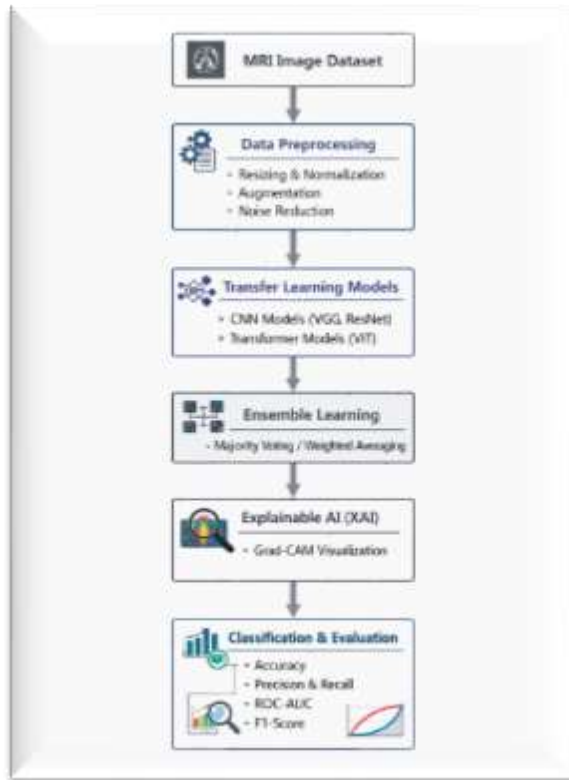 MRI Image Dataset
Data Preprocessing
• Resizing & Normalization
• Augmentation
• Noise Reduction
Transfer Learning Models
• CNN Models (VGG, ResNet)
• Transformer Models (ViT)
Ensemble Learning
• Majority Voting / Weighted Averaging
Explainable AI (XAI)
• Grad-CAM Visualization
Classification & Evaluation
• Accuracy
• Precision & Recall
• ROC-AUC
• F1-Score